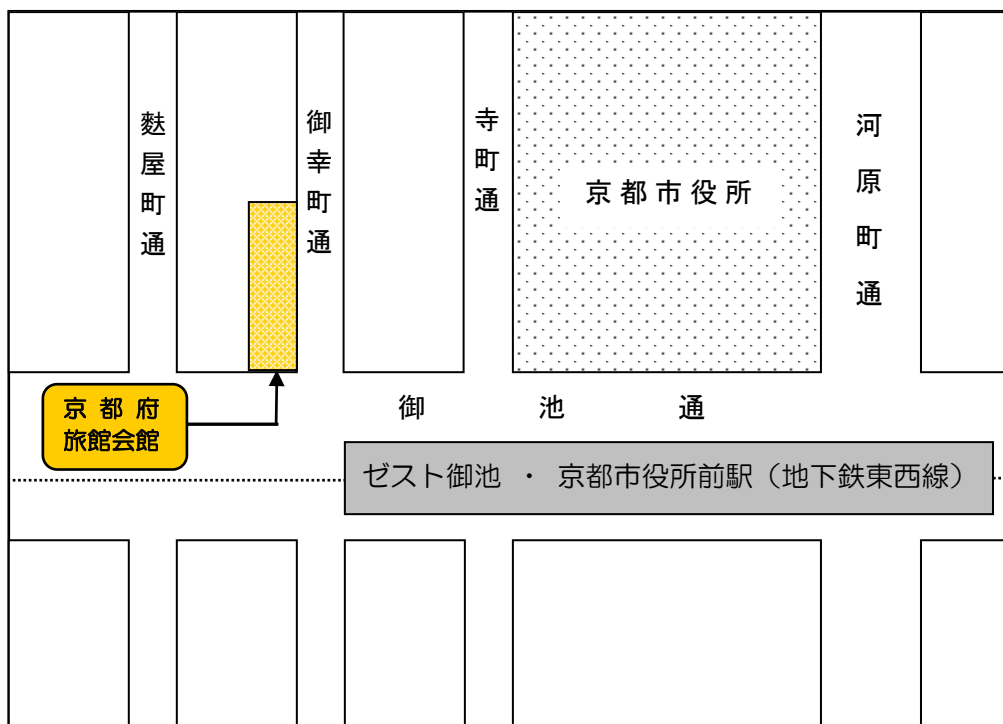 麩屋町通
御幸町通
寺町通
京都市役所
河原町通
京都府
旅館会館
御池通
ゼスト御池 ・ 京都市役所前駅（地下鉄東西線）